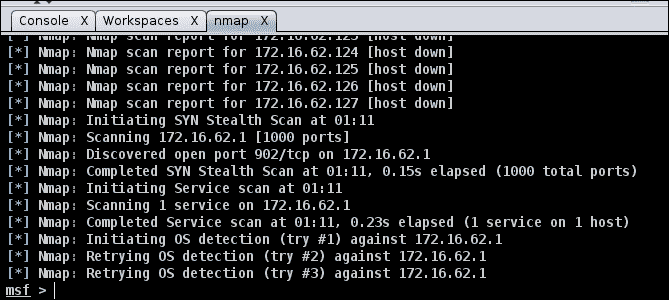 Console X Workspaces X nmap X
[*] Nmap: Nmap scan report for 172.16.62.123 [host down]
[*] Nmap: Nmap scan report for 172.16.62.124 [host down]
[*] Nmap: Nmap scan report for 172.16.62.125 [host down]
[*] Nmap: Nmap scan report for 172.16.62.126 [host down]
[*] Nmap: Nmap scan report for 172.16.62.127 [host down]
[*] Nmap: Initiating SYN Stealth Scan at 01:11
[*] Nmap: Scanning 172.16.62.1 [1000 ports]
[*] Nmap: Discovered open port 902/tcp on 172.16.62.1
[*] Nmap: Completed SYN Stealth Scan at 01:11, 0.15s elapsed (1000 total ports)
[*] Nmap: Initiating Service scan at 01:11
[*] Nmap: Scanning 1 service on 172.16.62.1
[*] Nmap: Completed Service scan at 01:11, 0.23s elapsed (1 service on 1 host)
[*] Nmap: Initiating OS detection (try #1) against 172.16.62.1
[*] Nmap: Retrying OS detection (try #2) against 172.16.62.1
[*] Nmap: Retrying OS detection (try #3) against 172.16.62.1
msf >